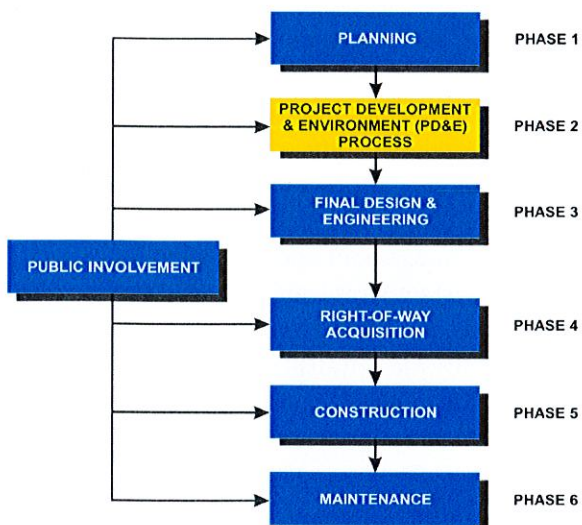 PLANNING
PHASE 1
PROJECT DEVELOPMENT
& ENVIRONMENT (PD&E)
PROCESS
PHASE 2
FINAL DESIGN &
ENGINEERING
PHASE 3
PUBLIC INVOLVEMENT
RIGHT-OF-WAY
ACQUISITION
PHASE 4
CONSTRUCTION
PHASE 5
MAINTENANCE
PHASE 6